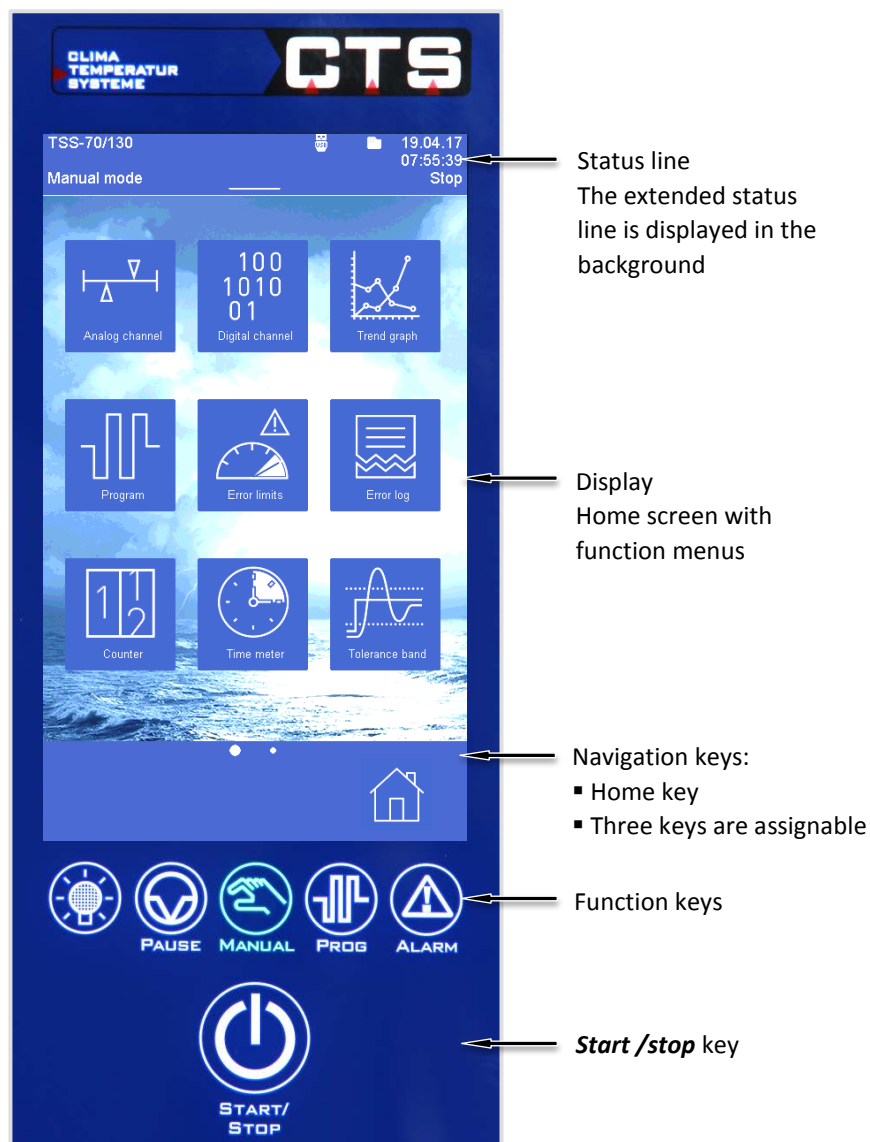 CLIMA
TEMPERATUR
SYSTEME
CTS
TSS-70/130
USB
19.04.17
07:55:39
Manual mode
Stop
Status line
The extended status
line is displayed in the
background
100
1010
01
Analog channel
Digital channel
Trend graph
Program
Error limits
Error log
Display
Home screen with
function menus
1 1
2
Counter
Time meter
Tolerance band
Navigation keys:
▪ Home key
▪ Three keys are assignable
PAUSE
MANUAL
PROG
ALARM
Function keys
START/
STOP
Start /stop key